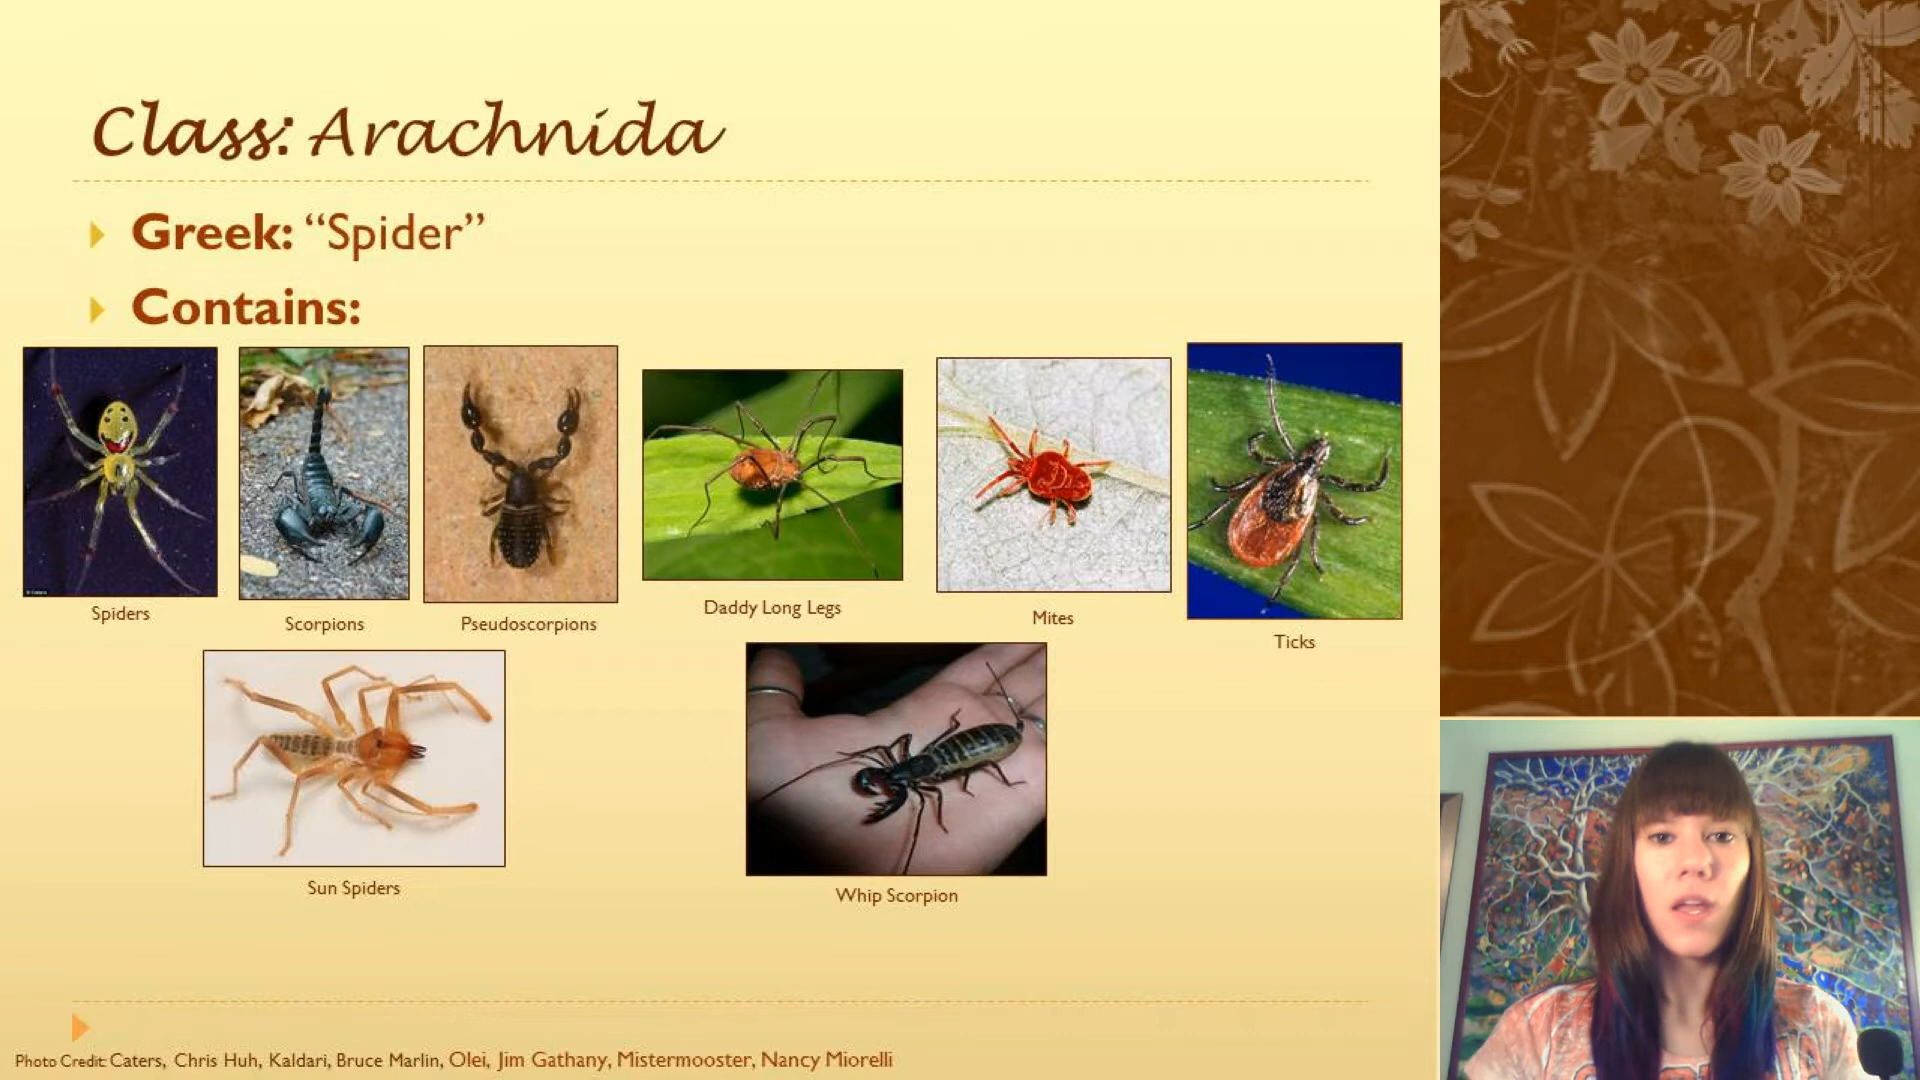 Class: Arachnida
Greek: “Spider”
Contains:
Spiders
Scorpions
Pseudoscorpions
Daddy Long Legs
Mites
Ticks
Sun Spiders
Whip Scorpion
Photo Credit: Caters, Chris Huh, Kaldari, Bruce Marlin, Olei, Jim Gathany, Mistermooster, Nancy Miorelli